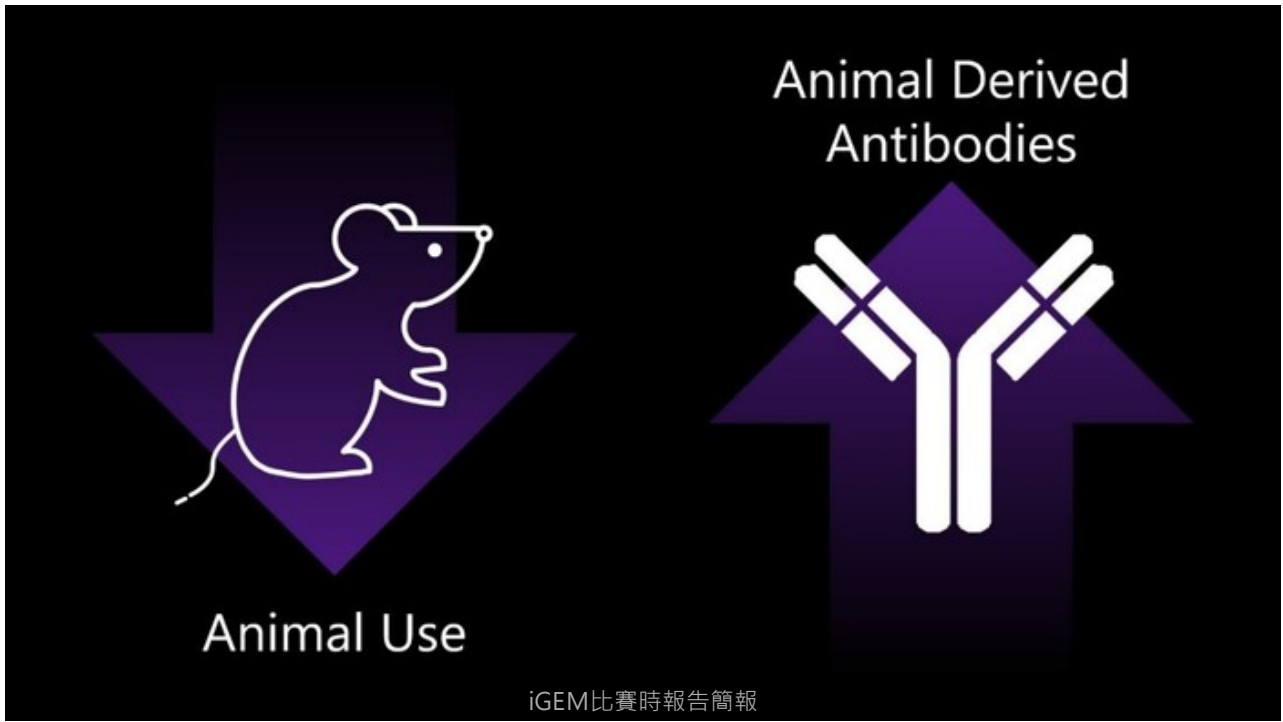 Animal Derived
Antibodies
Animal Use
iGEM比賽時報告簡報